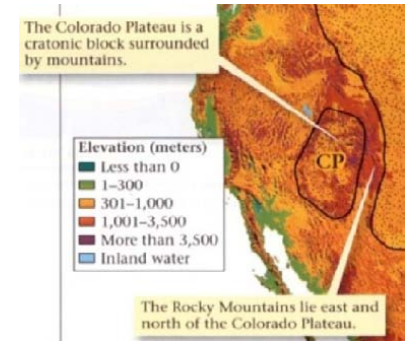 The Colorado Plateau is a
cratonic block surrounded
by mountains.
Elevation (meters)
Less than 0
1–300
301–1,000
1,001–3,500
More than 3,500
Inland water
CP
The Rocky Mountains lie east and
north of the Colorado Plateau.